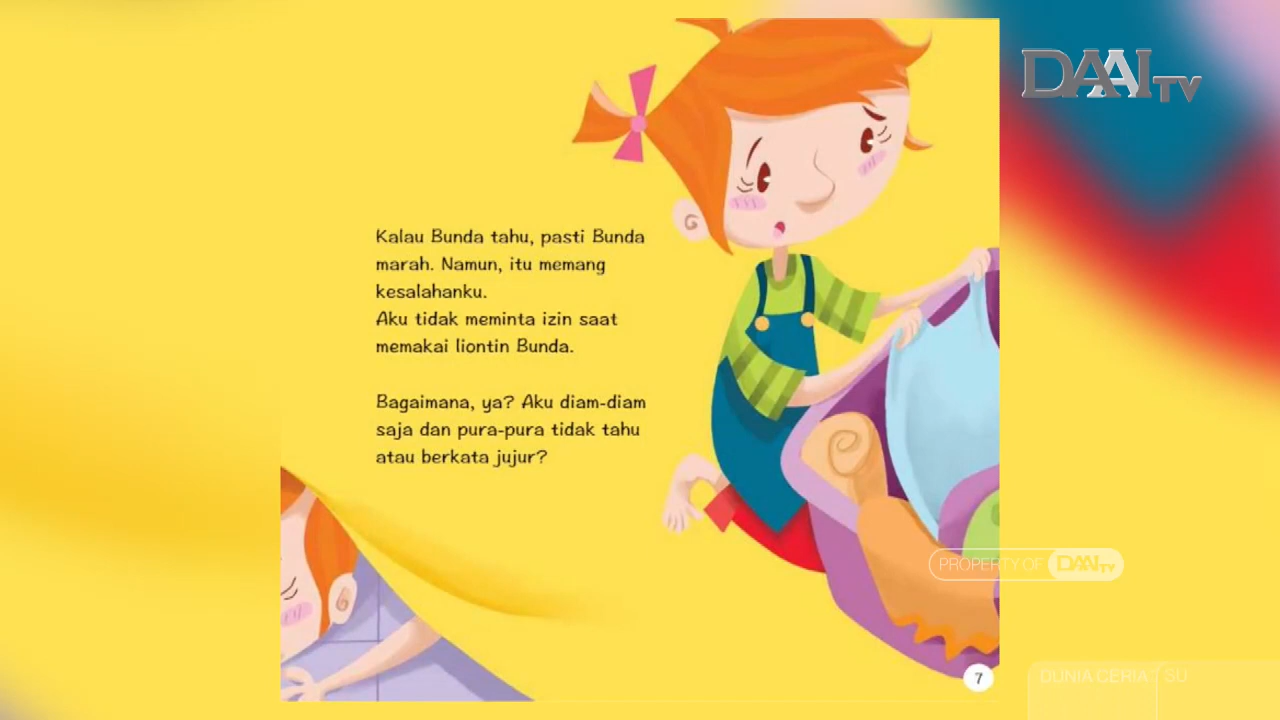 DAAI TV
Kalau Bunda tahu, pasti Bunda
marah. Namun, itu memang
kesalahanku.
Aku tidak meminta izin saat
memakai liontin Bunda.
Bagaimana, ya? Aku diam-diam
saja dan pura-pura tidak tahu
atau berkata jujur?
PROPERTY OF DAAI TV
DUNIA CERIA SU
7